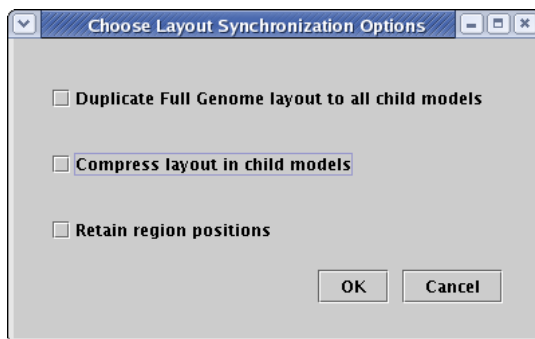 Choose Layout Synchronization Options
Duplicate Full Genome layout to all child models
Compress layout in child models
Retain region positions
OK Cancel